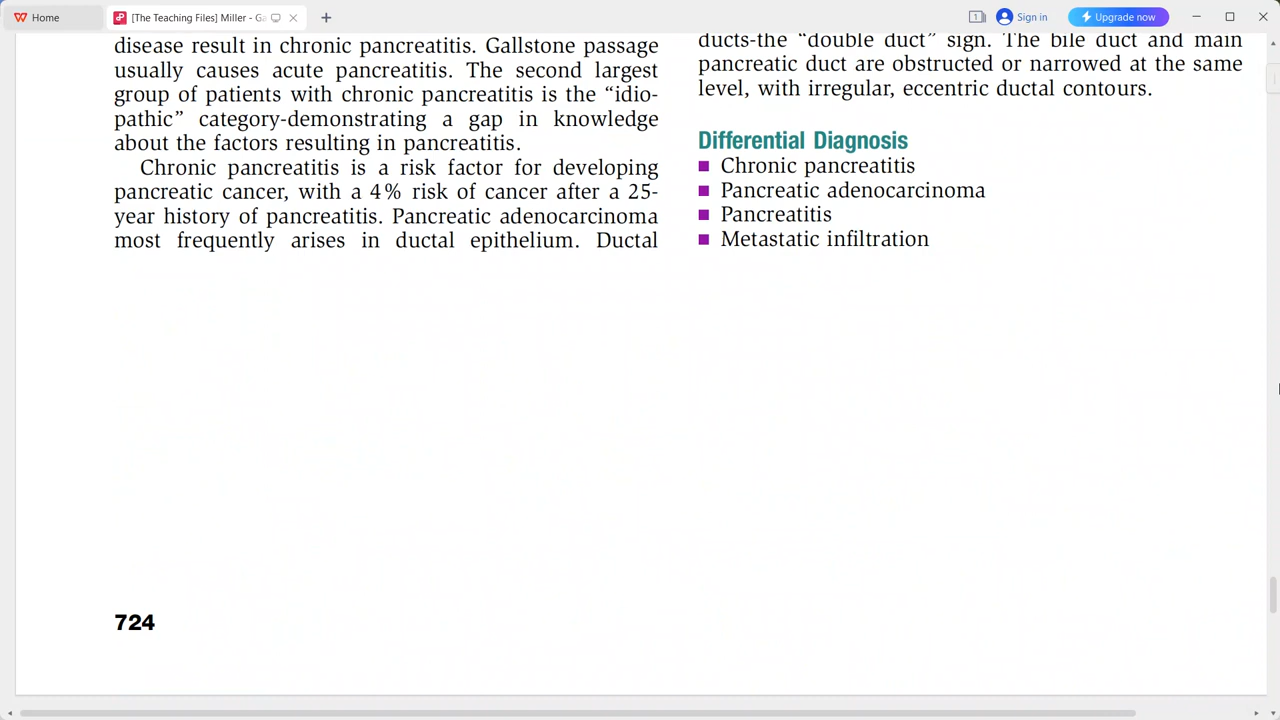 Home
[The Teaching Files] Miller - Ga
1
Sign in
Upgrade now
disease result in chronic pancreatitis. Gallstone passage
usually causes acute pancreatitis. The second largest
group of patients with chronic pancreatitis is the “idio-
pathic” category-demonstrating a gap in knowledge
about the factors resulting in pancreatitis.
Chronic pancreatitis is a risk factor for developing
pancreatic cancer, with a 4% risk of cancer after a 25-
year history of pancreatitis. Pancreatic adenocarcinoma
most frequently arises in ductal epithelium. Ductal
ducts-the “double duct” sign. The bile duct and main
pancreatic duct are obstructed or narrowed at the same
level, with irregular, eccentric ductal contours.
Differential Diagnosis
Chronic pancreatitis
Pancreatic adenocarcinoma
Pancreatitis
Metastatic infiltration
724